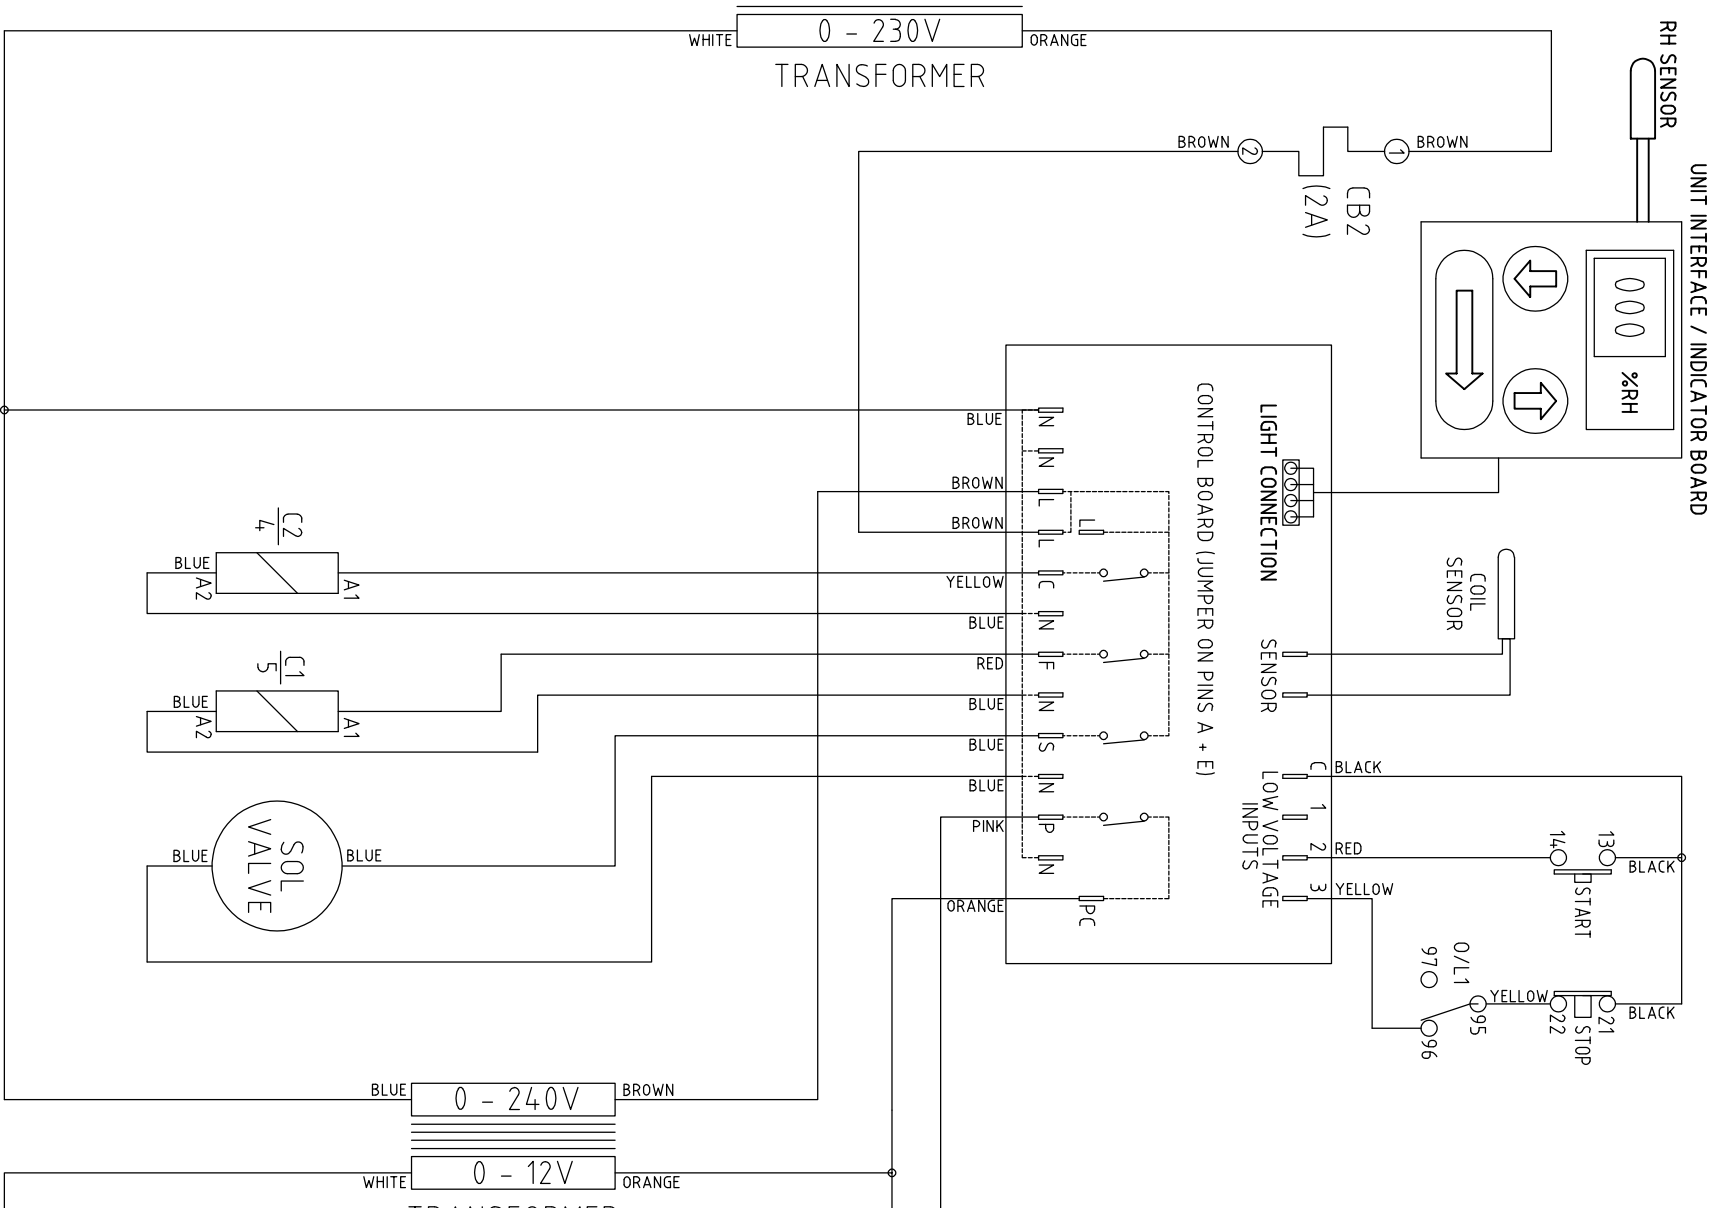 0 - 230V
WHITE
ORANGE
TRANSFORMER
RH SENSOR
UNIT INTERFACE / INDICATOR BOARD
000
%RH
BROWN
2
1
BROWN
CB2
(2A)
CONTROL BOARD (JUMPER ON PINS A + E)
LIGHT CONNECTION
COIL
SENSOR
SENSOR
LOW VOLTAGE
INPUTS
BLUE
N
N
BROWN
L
BROWN
L
L
YELLOW
C
BLUE
N
RED
F
BLUE
N
BLUE
S
BLUE
N
PINK
P
N
ORANGE
PC
C
BLACK
1
2
RED
3
YELLOW
14
13
BLACK
START
O/L1
97
95
96
YELLOW
22
21
BLACK
STOP
C2
4
BLUE
A2
A1
C1
5
BLUE
A2
A1
SOL
VALVE
BLUE
BLUE
BLUE
0 - 240V
BROWN
WHITE
0 - 12V
ORANGE
TRANSFORMER